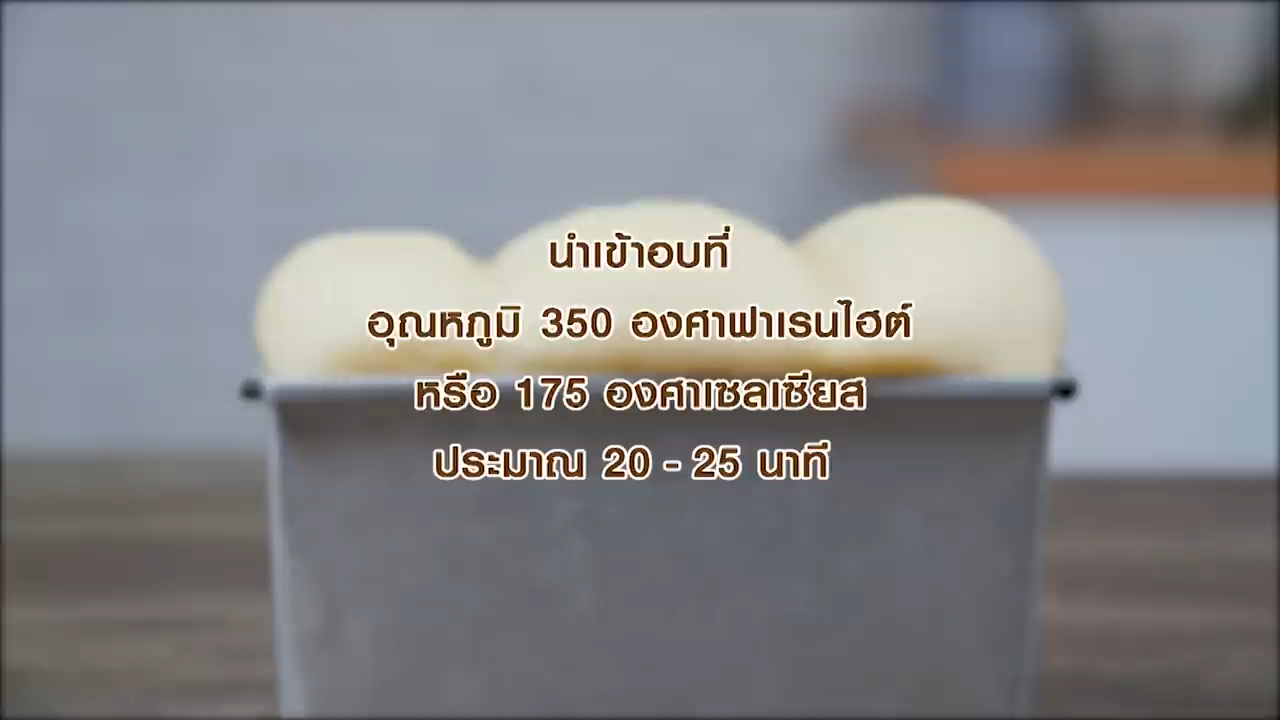 นำเข้าอบที่
อุณหภูมิ 350 องศาฟาเรนไฮต์
หรือ 175 องศาเซลเซียส
ประมาณ 20 - 25 นาที